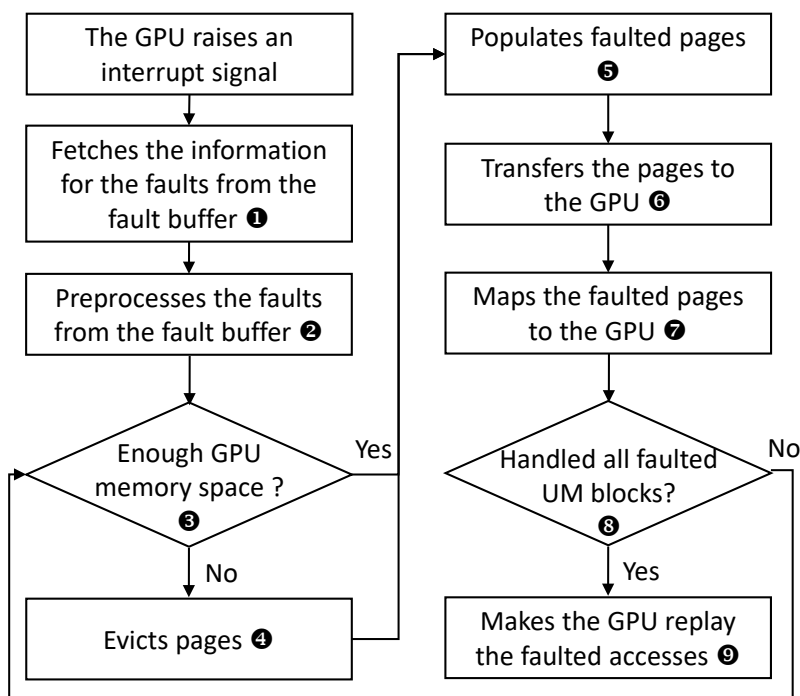 The GPU raises an
interrupt signal
Fetches the information
for the faults from the
fault buffer ❶
Preprocesses the faults
from the fault buffer ❷
Enough GPU
memory space ?
❸
Yes
No
Evicts pages ❹
Populates faulted pages
❺
Transfers the pages to
the GPU ❻
Maps the faulted pages
to the GPU ❼
Handled all faulted
UM blocks?
❽
No
Yes
Makes the GPU replay
the faulted accesses ❾